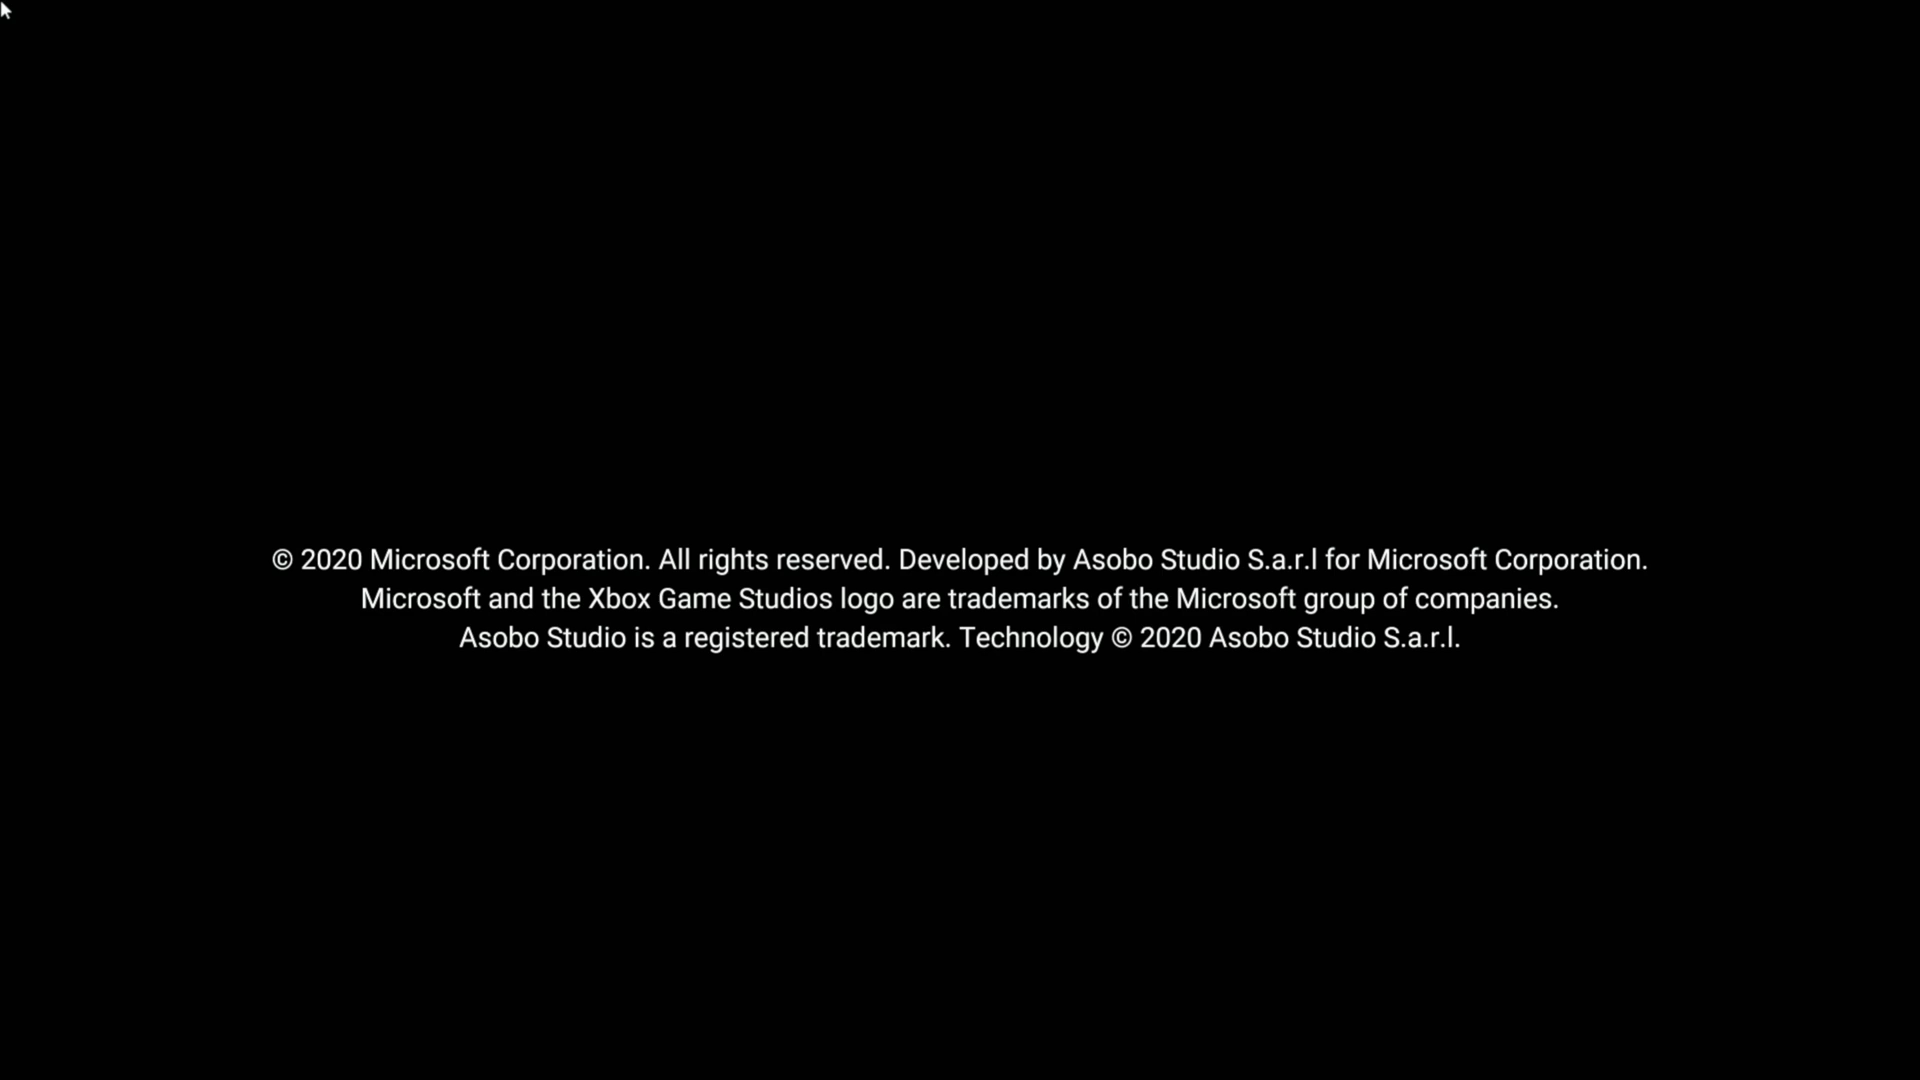 © 2020 Microsoft Corporation. All rights reserved. Developed by Asobo Studio S.a.r.l for Microsoft Corporation.
Microsoft and the Xbox Game Studios logo are trademarks of the Microsoft group of companies.
Asobo Studio is a registered trademark. Technology © 2020 Asobo Studio S.a.r.l.